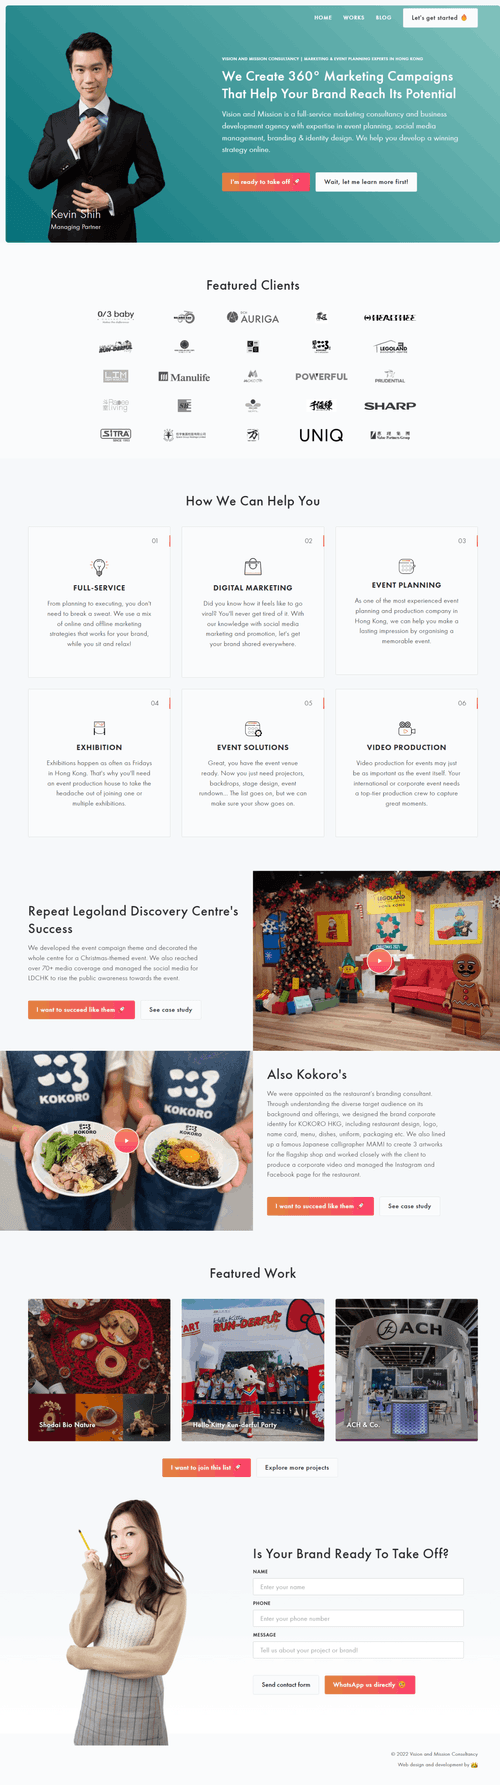 HOME WORKS BLOG Let's get started
VISION AND MISSION CONSULTANCY | MARKETING & EVENT PLANNING EXPERTS IN HONG KONG
We Create 360° Marketing Campaigns
That Help Your Brand Reach Its Potential
Vision and Mission is a full-service marketing consultancy and business
development agency with expertise in event planning, social media
management, branding & identity design. We help you develop a winning
strategy online.
I'm ready to take off Wait, let me learn more first!
Kevin Shih
Managing Partner
Featured Clients
0/3 baby
AURIGA
Manulife
POWERFUL
PRUDENTIAL
SHARP
SITRA
UNIQ
How We Can Help You
01
FULL-SERVICE
From planning to executing, you don't
need to break a sweat. We use a mix
of online and offline marketing
strategies that works for your brand,
while you sit and relax!
02
DIGITAL MARKETING
Did you know how it feels like to go
viral? You'll never get tired of it. With
our knowledge with social media
marketing and promotion, let's get
your brand shared everywhere.
03
EVENT PLANNING
As one of the most experienced event
planning and production company in
Hong Kong, we can help you make a
lasting impression by organising a
memorable event.
04
EXHIBITION
Exhibitions happen as often as Fridays
in Hong Kong. That's why you'll need
an event production house to take the
headache out of joining one or
multiple exhibitions.
05
EVENT SOLUTIONS
Great, you have the event venue
ready. Now you just need projectors,
backdrops, stage design, event
rundown... The list goes on, but we can
make sure your show goes on.
06
VIDEO PRODUCTION
Video production for events may just
be as important as the event itself. Your
international or corporate event needs
a top-tier production crew to capture
great moments.
Repeat Legoland Discovery Centre's
Success
We developed the event campaign theme and decorated the
whole centre for a Christmas-themed event. We also reached
over 70+ media coverage and managed the social media for
LDCHK to rise the public awareness towards the event.
I want to succeed like them See case study
LEGOLAND
KOKORO
KOKORO
Also Kokoro's
We were appointed as the restaurant's branding consultant.
Through understanding the diverse target audience on its
background and offerings, we designed the brand corporate
identity for KOKORO HKG, including restaurant design, logo,
name card, menu, dishes, uniform, packaging etc. We also lined
up a famous Japanese calligrapher MAMI to create 3 artworks
for the flagship shop and worked closely with the client to
produce a corporate video and managed the Instagram and
Facebook page for the restaurant.
I want to succeed like them See case study
Featured Work
Shodai Bio Nature
START
Hello Kitty
RUN-DERFUL
Party
Hello Kitty Run-derful Party
ACH
ACH & Co.
I want to join this list Explore more projects
Is Your Brand Ready To Take Off?
NAME
Enter your name
PHONE
Enter your phone number
MESSAGE
Tell us about your project or brand!
Send contact form WhatsApp us directly
© 2022 Vision and Mission Consultancy
Web design and development by